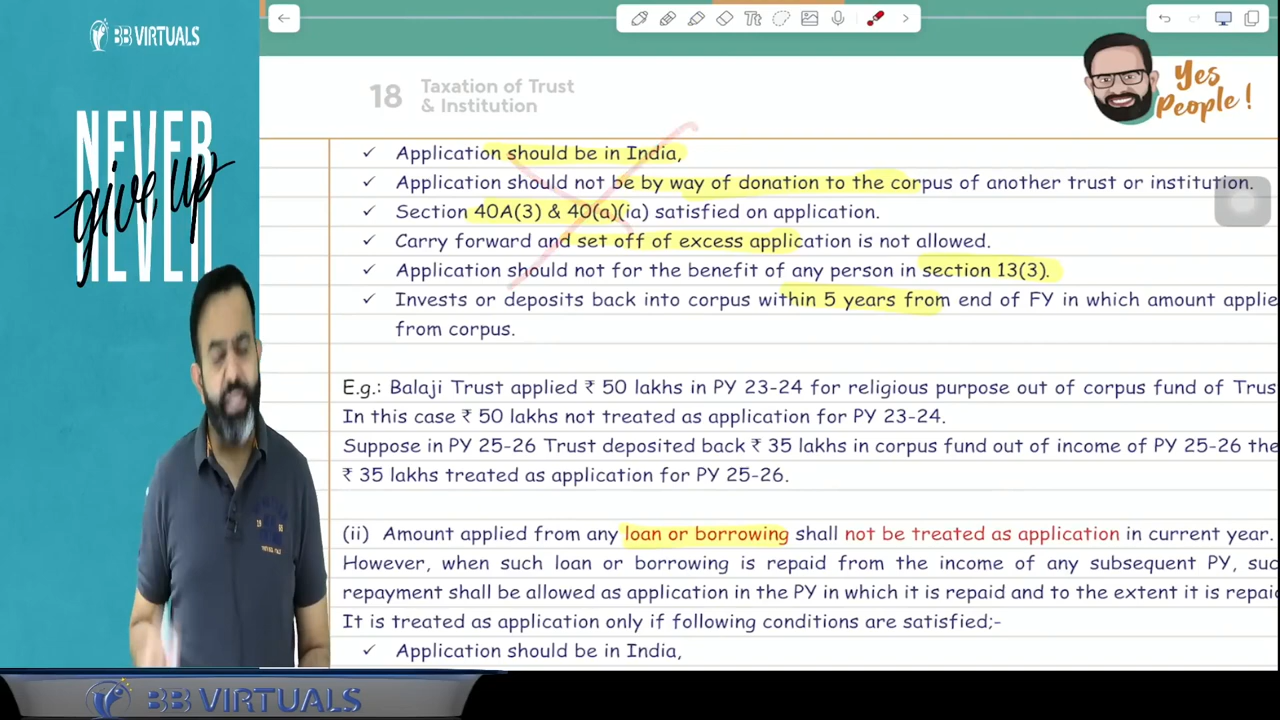 BB VIRTUALS
NEVER
give up
NEVER
18 Taxation of Trust
& Institution
Yes
People !
✓ Application should be in India,
✓ Application should not be by way of donation to the corpus of another trust or institution.
✓ Section 40A(3) & 40(a)(ia) satisfied on application.
✓ Carry forward and set off of excess application is not allowed.
✓ Application should not for the benefit of any person in section 13(3).
✓ Invests or deposits back into corpus within 5 years from end of FY in which amount applie
from corpus.
E.g.: Balaji Trust applied ₹ 50 lakhs in PY 23-24 for religious purpose out of corpus fund of Trus
In this case ₹ 50 lakhs not treated as application for PY 23-24.
Suppose in PY 25-26 Trust deposited back ₹ 35 lakhs in corpus fund out of income of PY 25-26 the
₹ 35 lakhs treated as application for PY 25-26.
(ii) Amount applied from any loan or borrowing shall not be treated as application in current year.
However, when such loan or borrowing is repaid from the income of any subsequent PY, suc
repayment shall be allowed as application in the PY in which it is repaid and to the extent it is repai
It is treated as application only if following conditions are satisfied;-
✓ Application should be in India,
BB VIRTUALS